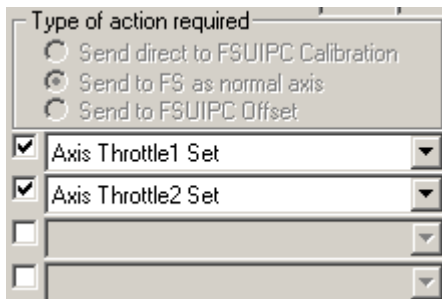 Type of action required
Send direct to FSUIPC Calibration
Send to FS as normal axis
Send to FSUIPC Offset
Axis Throttle1 Set
Axis Throttle2 Set